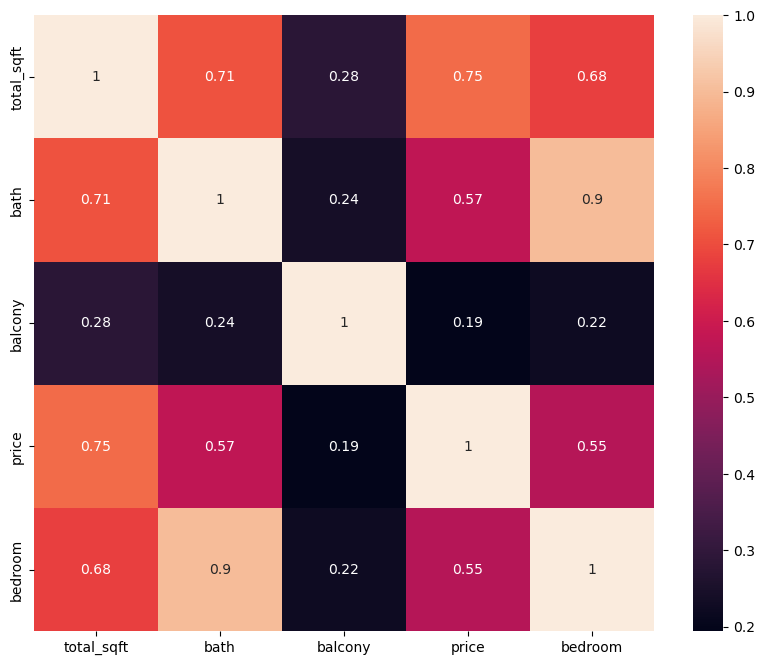 1.0
total_sqft 1 0.71 0.28 0.75 0.68
0.9
0.8
bath 0.71 1 0.24 0.57 0.9
0.7
0.6
balcony 0.28 0.24 1 0.19 0.22
0.5
price 0.75 0.57 0.19 1 0.55
0.4
0.3
bedroom 0.68 0.9 0.22 0.55 1
0.2
total_sqft bath balcony price bedroom